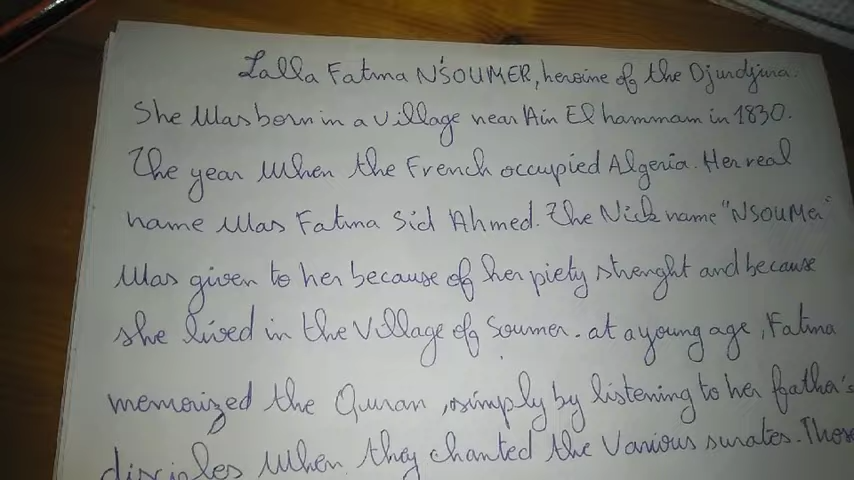 Lalla Fatma N'SOUMER, heroine of the Djurdjura.
She Was born in a village near Ain El hammam in 1830.
The year When the French occupied Algeria. Her real
name Was Fatma Sid Ahmed. The Nick name "NSOUMer"
Was given to her because of her piety strenght and because
she lived in the Village of Soumer. at a young age, Fatma
memorized the Quran, simply by listening to her father's
disciples When they chanted the Various surates. Those